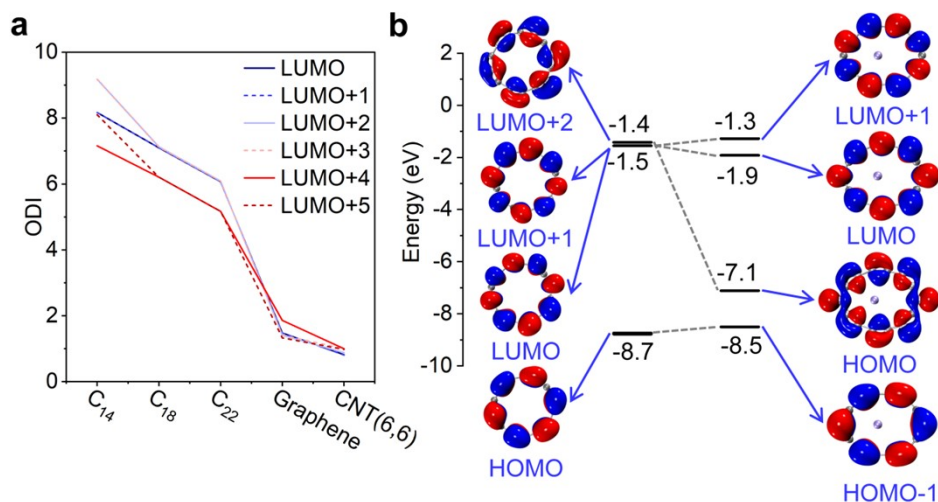 a
ODI
10
8
6
4
2
0
C₁₄
C₁₈
C₂₂
Graphene
CNT(6,6)
LUMO
LUMO+1
LUMO+2
LUMO+3
LUMO+4
LUMO+5
b
Energy (eV)
2
0
-2
-4
-6
-8
-10
LUMO+2
LUMO+1
LUMO
HOMO
-1.4
-1.5
-8.7
-1.3
-1.9
-7.1
-8.5
LUMO+1
LUMO
HOMO
HOMO-1